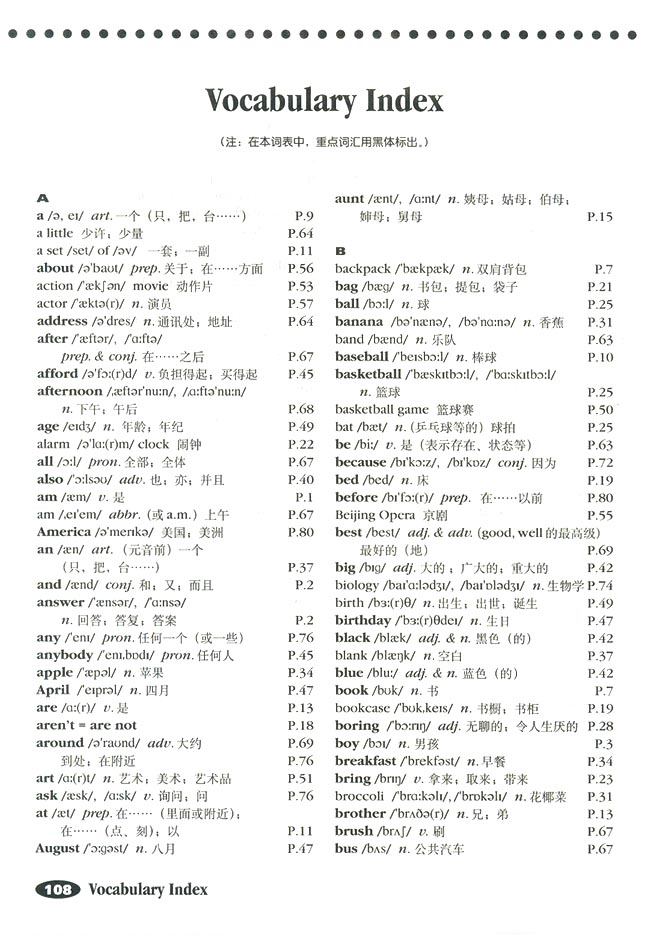 Vocabulary Index
（注：在本词表中，重点词汇用黑体标出。）
A
a /ə, eɪ/ art. 一个（只，把，台……） P.9
a little 少许；少量 P.64
a set /set/ of /əv/ 一套；一副 P.11
about /ə'baʊt/ prep. 关于；在……方面 P.56
action /'ækʃən/ movie 动作片 P.53
actor /'æktə(r)/ n. 演员 P.57
address /ə'dres/ n. 通讯处；地址 P.64
after /'æftər/, /'ɑ:ftə/
prep. & conj. 在……之后 P.67
afford /ə'fɔ:(r)d/ v. 负担得起；买得起 P.45
afternoon /ˌæftər'nu:n/, /ˌɑ:ftə'nu:n/
n. 下午；午后 P.68
age /eɪdʒ/ n. 年龄；年纪 P.49
alarm /ə'lɑ:(r)m/ clock 闹钟 P.22
all /ɔ:l/ pron. 全部；全体 P.67
also /'ɔ:lsəʊ/ adv. 也；亦；并且 P.40
am /æm/ v. 是 P.1
am /ˌeɪ'em/ abbr. (或 a.m.) 上午 P.67
America /ə'merɪkə/ 美国；美洲 P.80
an /æn/ art. （元音前）一个
（只，把，台……） P.37
and /ænd/ conj. 和；又；而且 P.2
answer /'ænsər/, /'ɑ:nsə/
n. 回答；答复；答案 P.2
any /'enɪ/ pron. 任何一个（或一些） P.76
anybody /'enɪˌbɒdɪ/ pron. 任何人 P.45
apple /'æpəl/ n. 苹果 P.34
April /'eɪprəl/ n. 四月 P.47
are /ɑ:(r)/ v. 是 P.13
aren't = are not P.18
around /ə'raʊnd/ adv. 大约 P.69
到处；在附近 P.76
art /ɑ:(r)t/ n. 艺术；美术；艺术品 P.51
ask /æsk/, /ɑ:sk/ v. 询问；问 P.76
at /æt/ prep. 在……（里面或附近）；
在……（点、刻）；以 P.11
August /'ɔ:gəst/ n. 八月 P.47
aunt /ænt/, /ɑ:nt/ n. 姨母；姑母；伯母；
婶母；舅母 P.15
B
backpack /'bækpæk/ n. 双肩背包 P.7
bag /bæg/ n. 书包；提包；袋子 P.21
ball /bɔ:l/ n. 球 P.25
banana /bə'nænə/, /bə'nɑ:nə/ n. 香蕉 P.31
band /bænd/ n. 乐队 P.63
baseball /'beɪsbɔ:l/ n. 棒球 P.10
basketball /'bæskɪtbɔ:l/, /'bɑ:skɪtbɔ:l/
n. 篮球 P.25
basketball game 篮球赛 P.50
bat /bæt/ n. (乒乓球等的) 球拍 P.25
be /bi:/ v. 是（表示存在、状态等） P.63
because /bɪ'kɔ:z/, /bɪ'kɒz/ conj. 因为 P.72
bed /bed/ n. 床 P.19
before /bɪ'fɔ:(r)/ prep. 在……以前 P.80
Beijing Opera 京剧 P.55
best /best/ adj. & adv. (good, well 的最高级)
最好的（地） P.69
big /bɪg/ adj. 大的；广大的；重大的 P.42
biology /baɪ'ɑ:lədʒɪ/, /baɪ'ɒlədʒɪ/ n. 生物学 P.74
birth /bɜ:(r)θ/ n. 出生；出世；诞生 P.49
birthday /'bɜ:(r)θdeɪ/ n. 生日 P.47
black /blæk/ adj. & n. 黑色（的） P.42
blank /blæŋk/ n. 空白 P.37
blue /blu:/ adj. & n. 蓝色（的） P.42
book /bʊk/ n. 书 P.7
bookcase /'bʊkˌkeɪs/ n. 书橱；书柜 P.19
boring /'bɔ:rɪŋ/ adj. 无聊的；令人生厌的 P.28
boy /bɔɪ/ n. 男孩 P.3
breakfast /'brekfəst/ n. 早餐 P.34
bring /brɪŋ/ v. 拿来；取来；带来 P.23
broccoli /'brɑ:kəlɪ/, /'brɒkəlɪ/ n. 花椰菜 P.31
brother /'brʌðə(r)/ n. 兄；弟 P.13
brush /brʌʃ/ v. 刷 P.67
bus /bʌs/ n. 公共汽车 P.67
108 Vocabulary Index